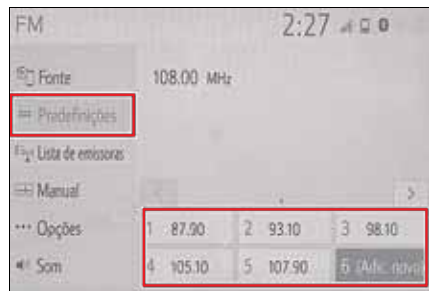 FM 2:27
Fonte 108.00 MHz
Predefinições
Lista de emissoras
Manual
Opções 1 87.90 2 93.10 3 98.10
Som 4 105.10 5 107.90 6 (Adic. novo)